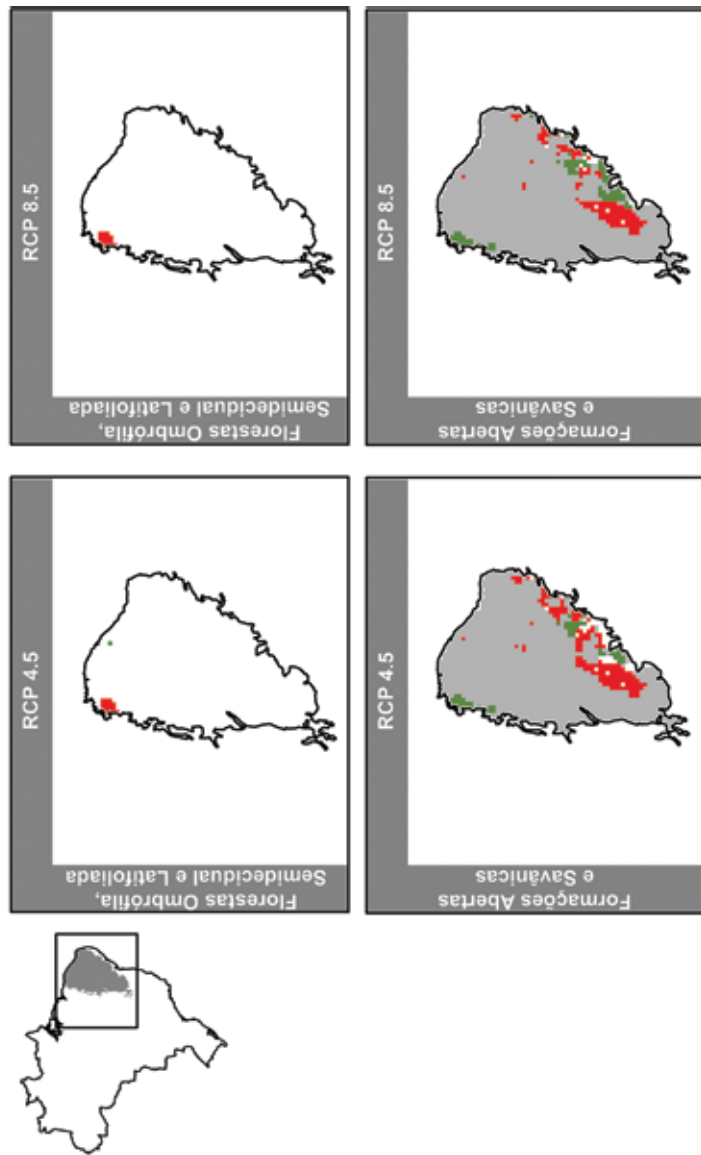 RCP 8.5
Florestas Ombrófila,
Semidecidual e Latifoliada
Formações Abertas
e Savânicas
RCP 4.5
Florestas Ombrófila,
Semidecidual e Latifoliada
Formações Abertas
e Savânicas